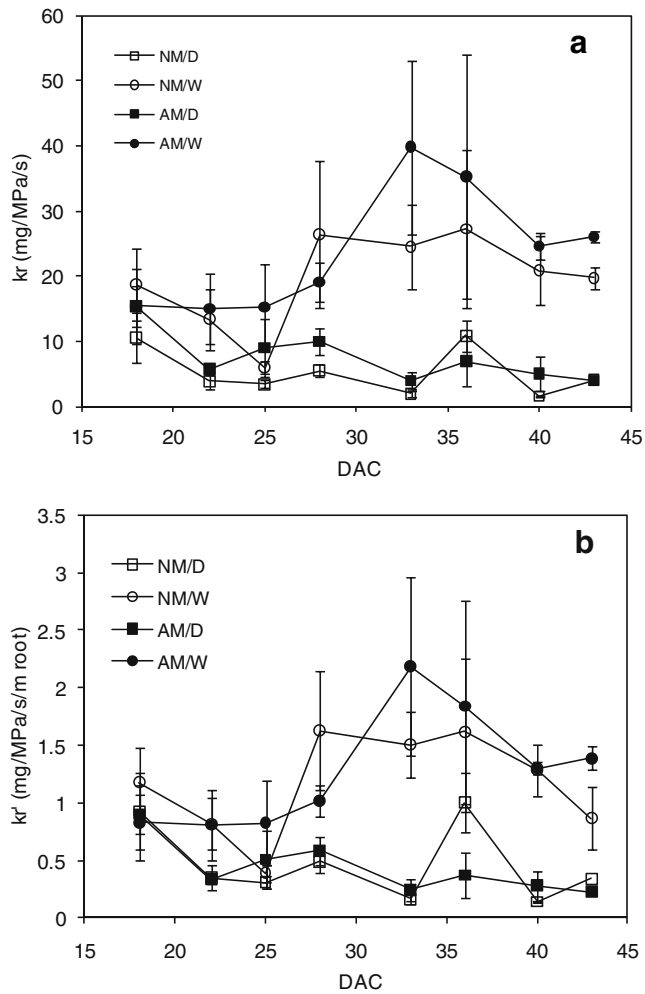 60
50
40
30
20
10
0
kr (mg/MPa/s)
a
NM/D
NM/W
AM/D
AM/W
15 20 25 30 35 40 45
DAC
3.5
3
2.5
2
1.5
1
0.5
0
kr' (mg/MPa/s/m root)
b
NM/D
NM/W
AM/D
AM/W
15 20 25 30 35 40 45
DAC